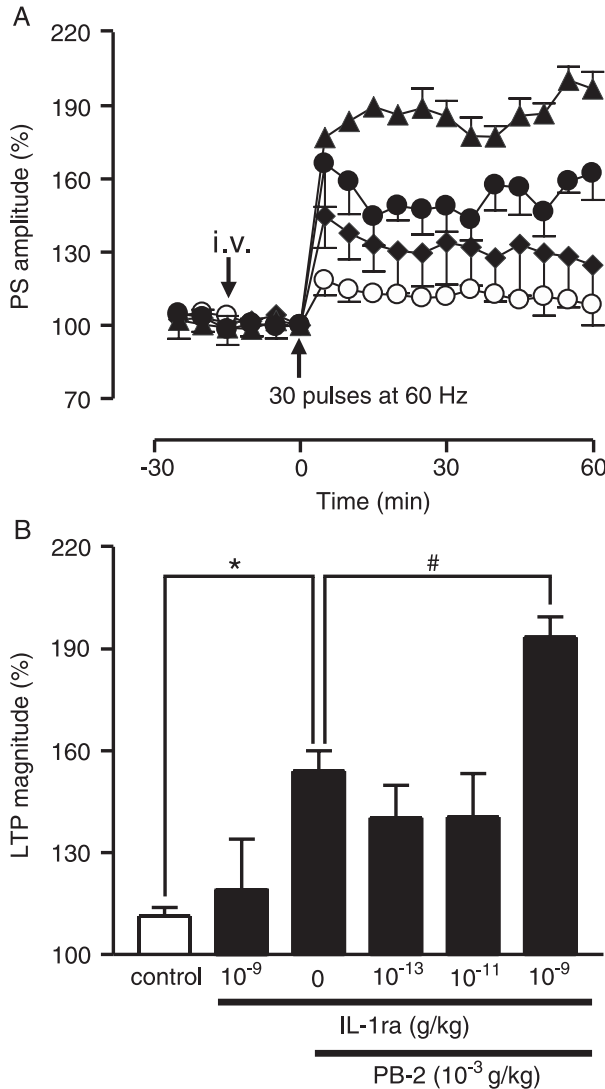 A
220
190
160
130
100
70
PS amplitude (%)
i.v.
30 pulses at 60 Hz
-30 0 30 60
Time (min)
B
220
190
160
130
100
LTP magnitude (%)
* #
control 10⁻⁹ 0 10⁻¹³ 10⁻¹¹ 10⁻⁹
IL-1ra (g/kg)
PB-2 (10⁻³ g/kg)